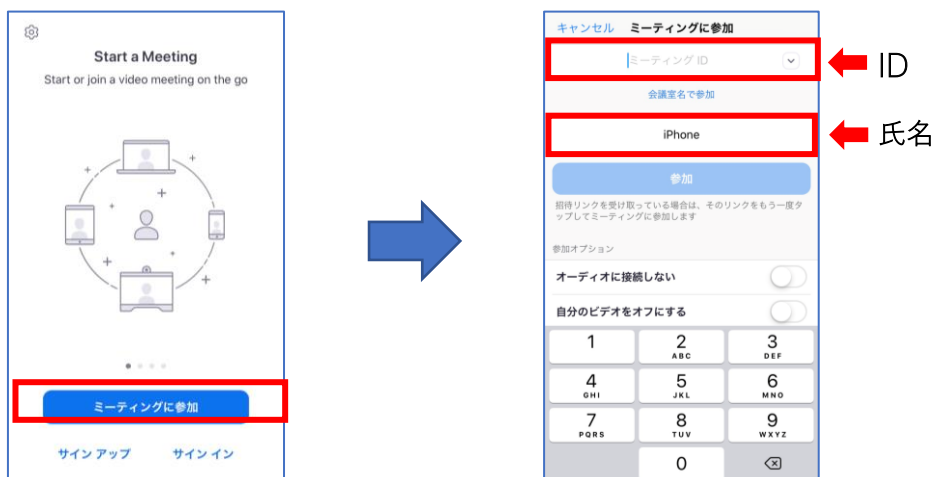 Start a Meeting
Start or join a video meeting on the go
ミーティングに参加
サイン アップ サイン イン
キャンセル ミーティングに参加
ミーティング ID
ID
会議室名で参加
iPhone
氏名
参加
招待リンクを受け取っている場合は、そのリンクをもう一度タ
ップしてミーティングに参加します
参加オプション
オーディオに接続しない
自分のビデオをオフにする
1 2 3
ABC DEF
4 5 6
GHI JKL MNO
7 8 9
PQRS TUV WXYZ
0